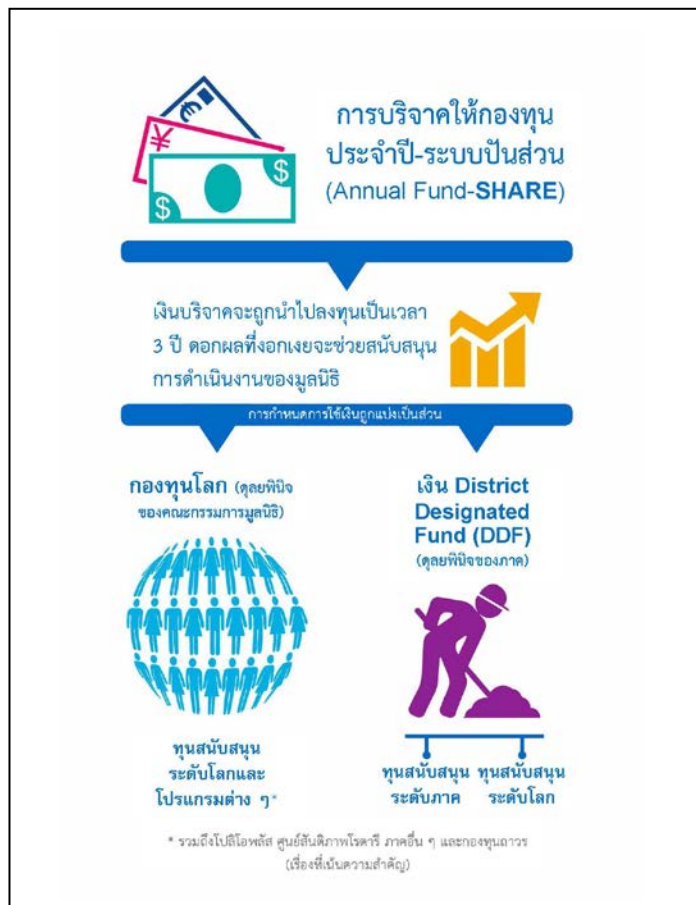 การบริจาคให้กองทุน
ประจำปี-ระบบปันส่วน
(Annual Fund-SHARE)
เงินบริจาคจะถูกนำไปลงทุนเป็นเวลา
3 ปี ดอกผลที่งอกเงยจะช่วยสนับสนุน
การดำเนินงานของมูลนิธิ
การกำหนดการใช้เงินถูกแบ่งเป็นส่วน
กองทุนโลก (ดุลยพินิจ
ของคณะกรรมการมูลนิธิ)
ทุนสนับสนุน
ระดับโลกและ
โปรแกรมต่าง ๆ*
เงิน District
Designated
Fund (DDF)
(ดุลยพินิจของภาค)
ทุนสนับสนุน
ระดับภาค
ทุนสนับสนุน
ระดับโลก
* รวมถึงโปลิโอพลัส ศูนย์สันติภาพโรตารี ภาคอื่น ๆ และกองทุนถาวร
(เรื่องที่เน้นความสำคัญ)